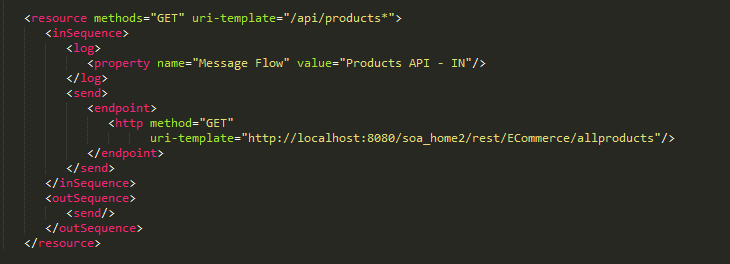 <resource methods="GET" uri-template="/api/products*">
<inSequence>
<log>
<property name="Message Flow" value="Products API - IN"/>
</log>
<send>
<endpoint>
<http method="GET"
uri-template="http://localhost:8080/soa_home2/rest/ECommerce/allproducts"/>
</endpoint>
</send>
</inSequence>
<outSequence>
<send/>
</outSequence>
</resource>